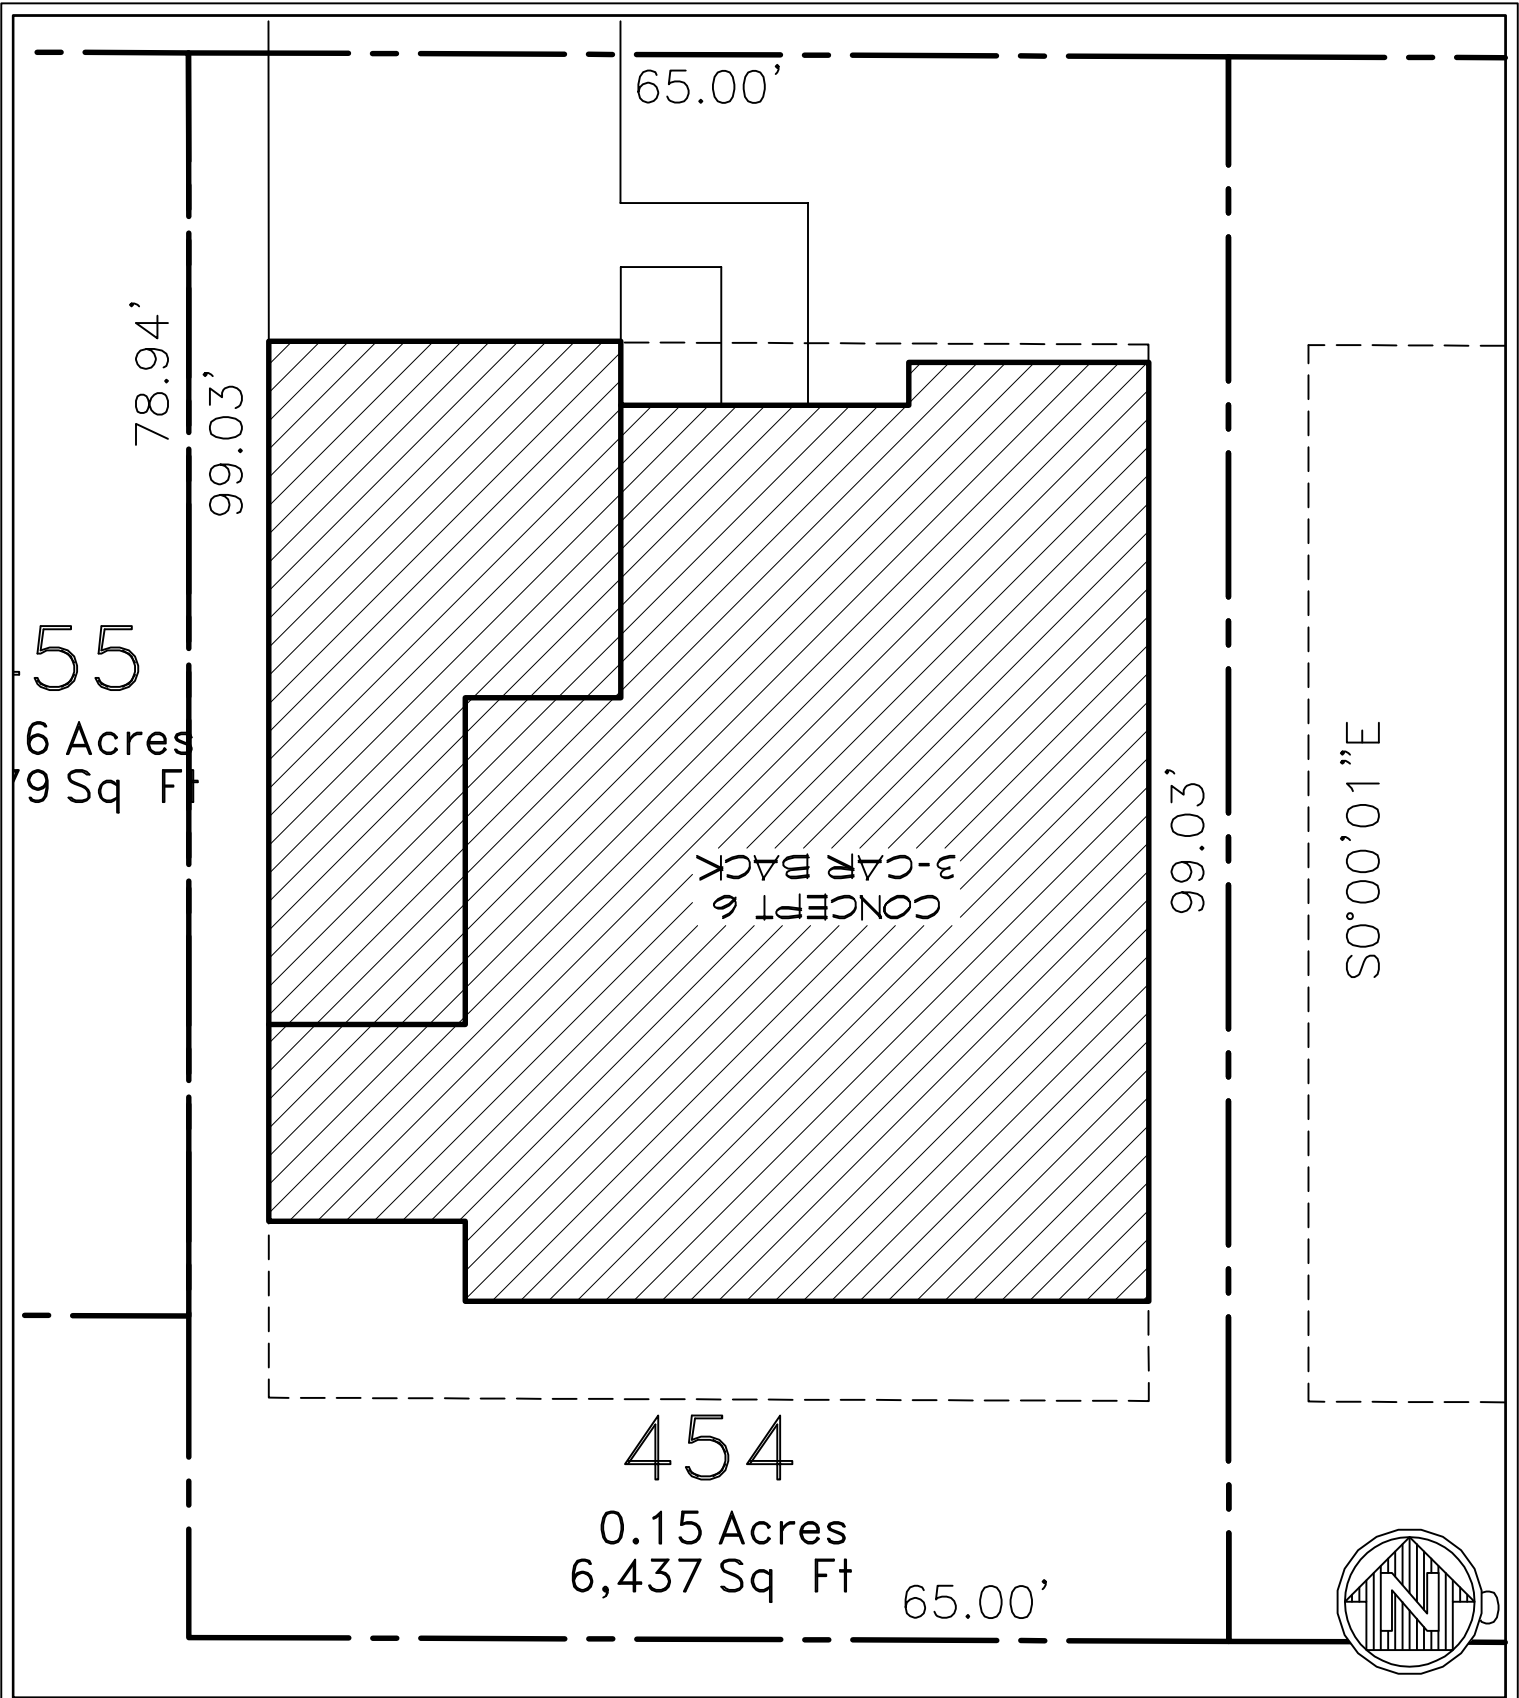 65.00'
78.94'
99.03'
55
6 Acres
9 Sq Ft
CONCEPT 6
3-CAR BACK
99.03'
S0°00'01"E
454
0.15 Acres
6,437 Sq Ft
65.00'
N